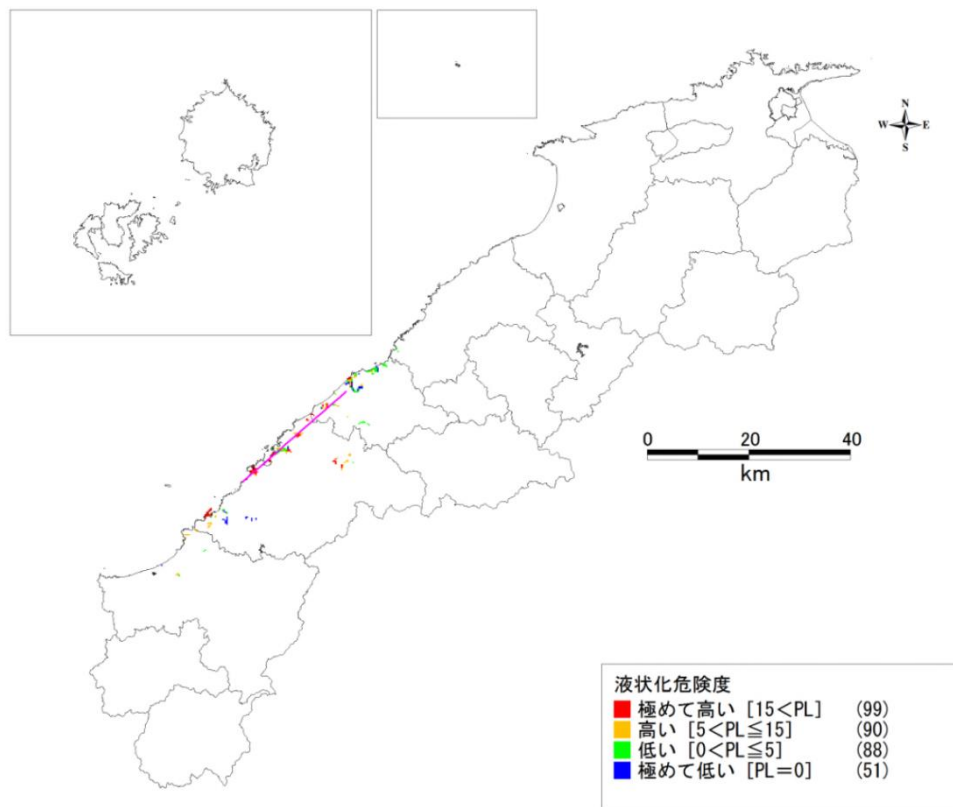 N
W E
S
0 20 40
km
液状化危険度
極めて高い [15<PL] (99)
高い [5<PL≦15] (90)
低い [0<PL≦5] (88)
極めて低い [PL=0] (51)